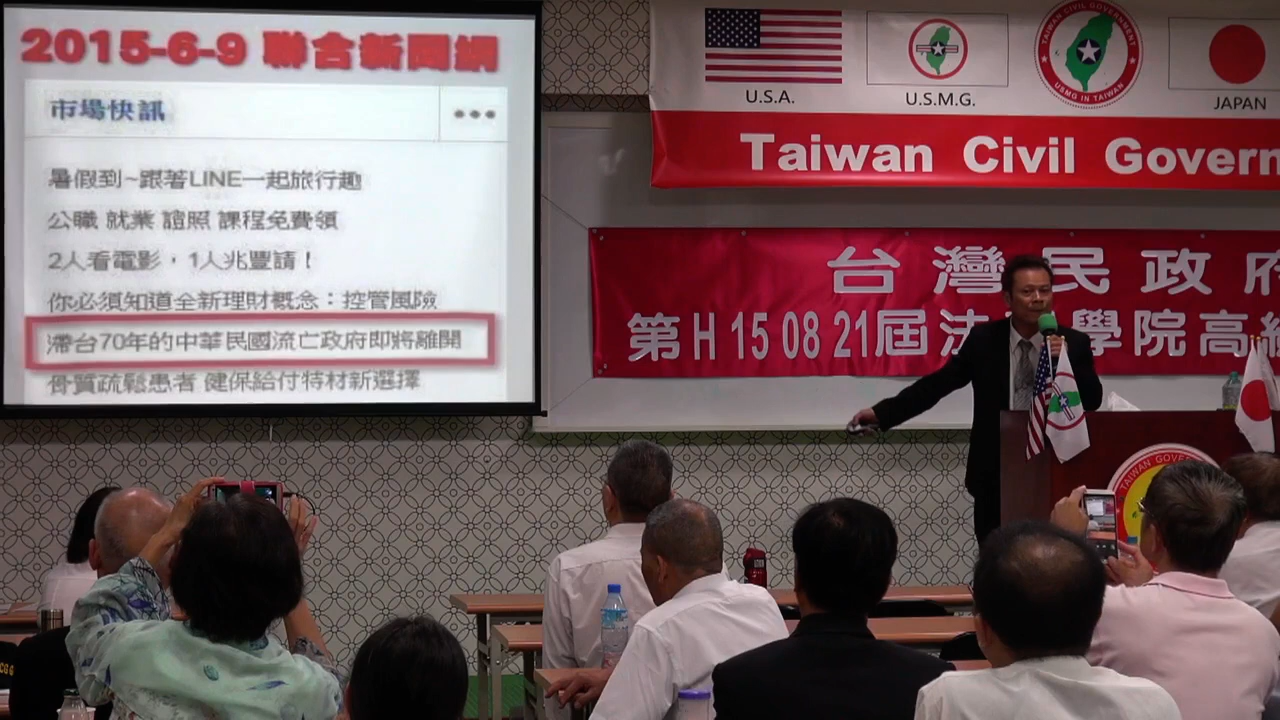 2015-6-9 聯合新聞網
市場快訊
暑假到~跟著LINE一起旅行趣
公職 就業 證照 課程免費領
2人看電影，1人兆豐請！
你必須知道全新理財概念：控管風險
滯台70年的中華民國流亡政府即將離開
骨質疏鬆患者 健保給付特材新選擇
U.S.A.
U.S.M.G.
TAIWAN CIVIL GOVERNMENT
USMG IN TAIWAN
JAPAN
Taiwan Civil Govern
台灣民政府
第H 15 08 21屆法 學院高
TAIWAN GOVE